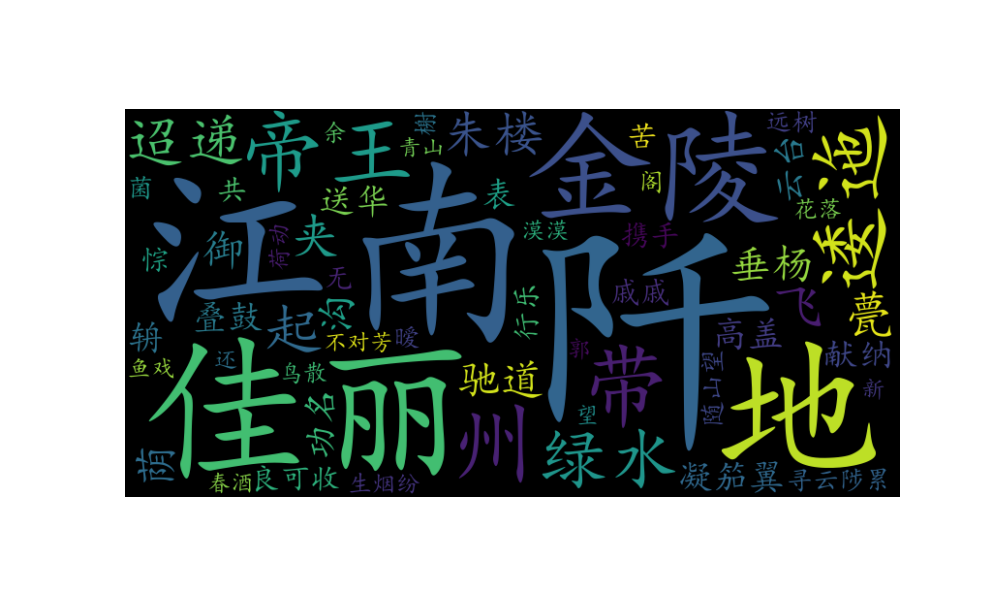 迢递
帝
余
王
青山
榭
朱楼
金陵
苦
远树
云台
逶迤
菌
共
送华
表
阁
花落
江
南
御
荷动
夹
漠漠
携手
垂杨
悰
无
阡
戚戚
飞
甍
叠鼓
起
沟
行乐
高盖
辀
不对芳
暧
郭
献纳
鱼戏
还
鸟散
佳丽
驰道
带
随山望
地
新
功名
州
望
绿水
荫
春酒
良可收
生烟纷
凝笳翼
寻云陟累